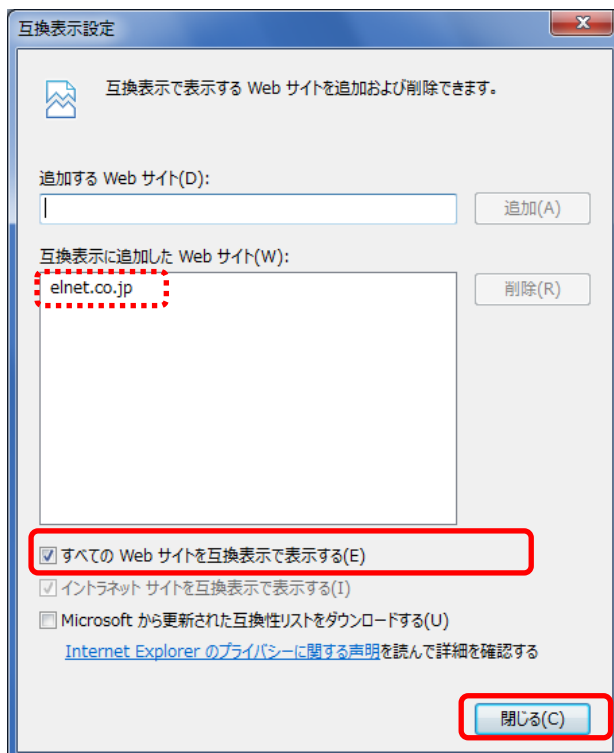 互換表示設定
互換表示で表示する Web サイトを追加および削除できます。
追加する Web サイト(D):
追加(A)
互換表示に追加した Web サイト(W):
elnet.co.jp
削除(R)
すべての Web サイトを互換表示で表示する(E)
イントラネット サイトを互換表示で表示する(I)
Microsoft から更新された互換性リストをダウンロードする(U)
Internet Explorer のプライバシーに関する声明を読んで詳細を確認する
閉じる(C)